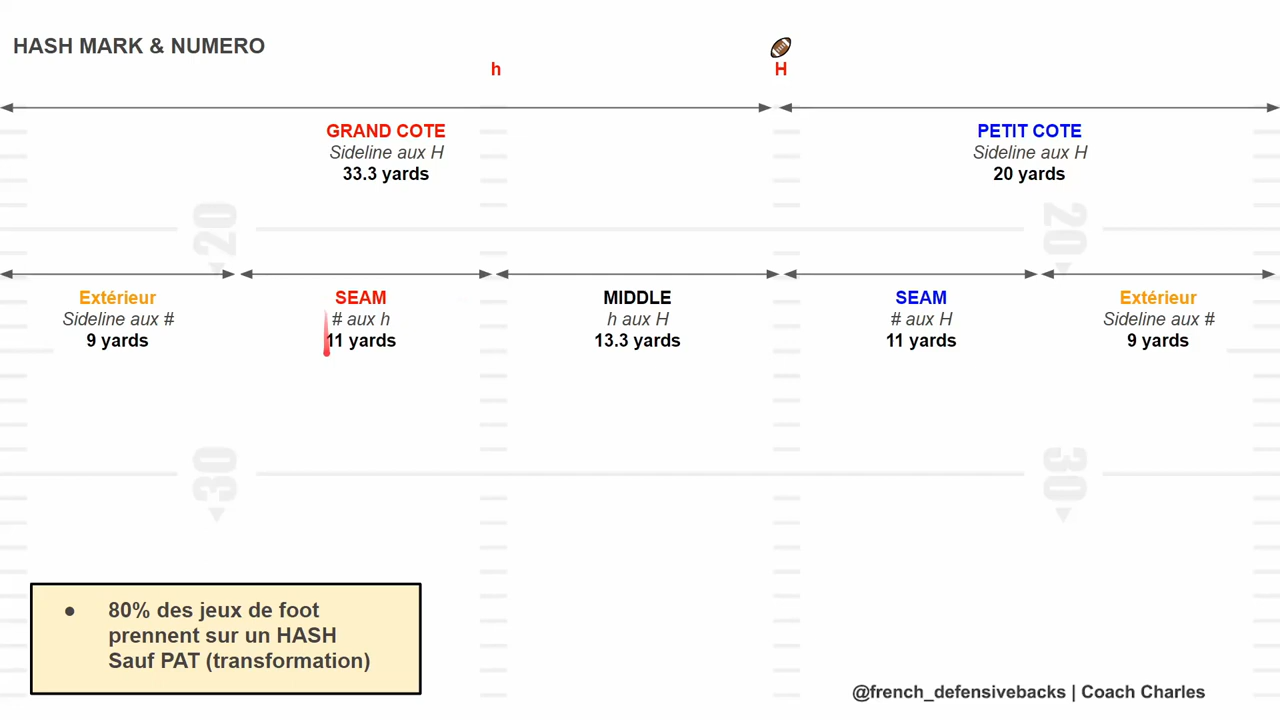 HASH MARK & NUMERO
h
H
GRAND COTE
Sideline aux H
33.3 yards
PETIT COTE
Sideline aux H
20 yards
20
20
Extérieur
Sideline aux #
9 yards
SEAM
# aux h
11 yards
MIDDLE
h aux H
13.3 yards
SEAM
# aux H
11 yards
Extérieur
Sideline aux #
9 yards
30
30
● 80% des jeux de foot
prennent sur un HASH
Sauf PAT (transformation)
@french_defensivebacks | Coach Charles